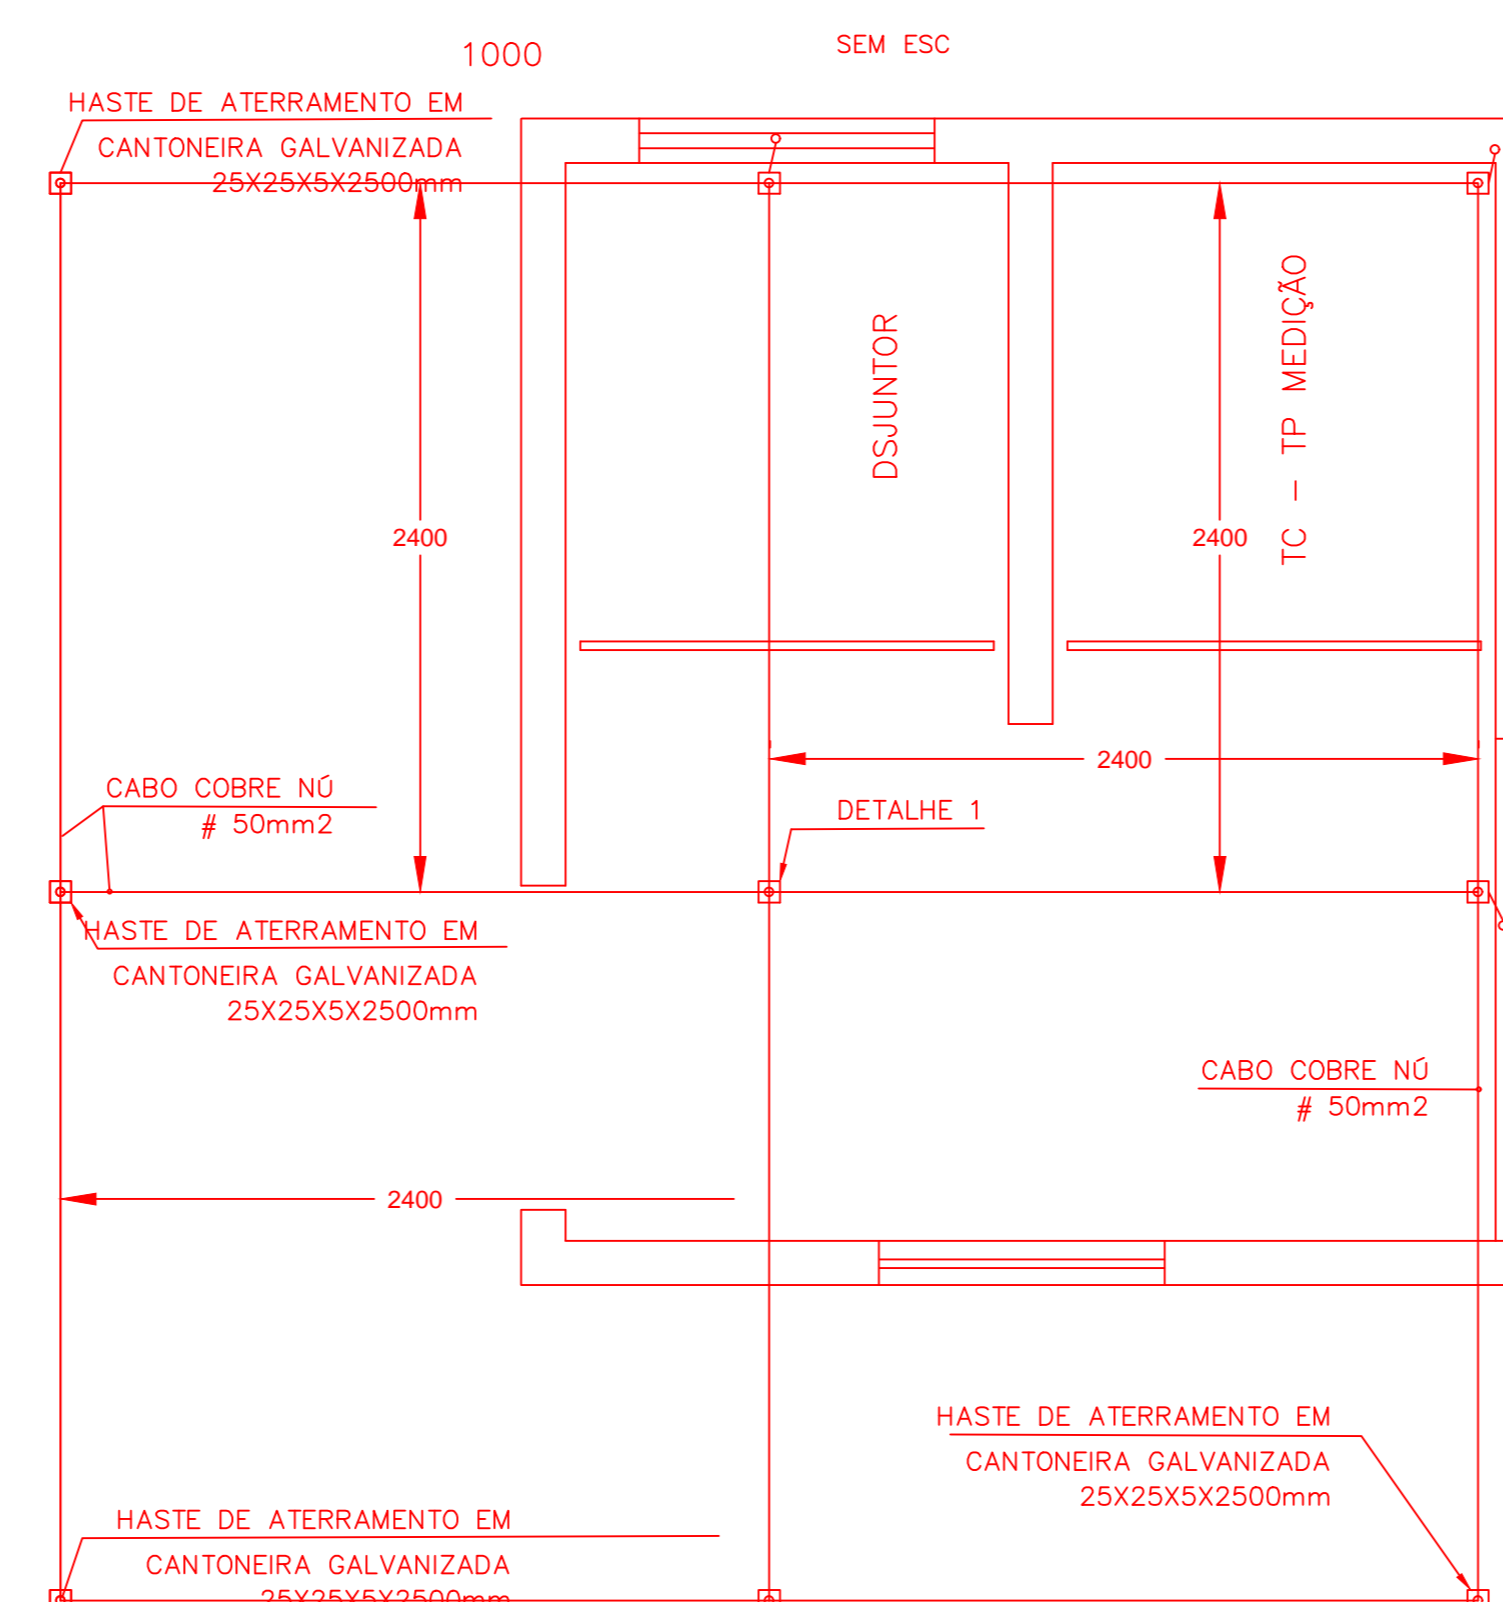 1000
SEM ESC
HASTE DE ATERRAMENTO EM
CANTONEIRA GALVANIZADA
25X25X5X2500mm
DSJUNTOR
TC - TP MEDIÇÃO
2400
2400
2400
CABO COBRE NÚ
# 50mm2
DETALHE 1
HASTE DE ATERRAMENTO EM
CANTONEIRA GALVANIZADA
25X25X5X2500mm
CABO COBRE NÚ
# 50mm2
2400
HASTE DE ATERRAMENTO EM
CANTONEIRA GALVANIZADA
25X25X5X2500mm
HASTE DE ATERRAMENTO EM
CANTONEIRA GALVANIZADA
25X25X5X2500mm